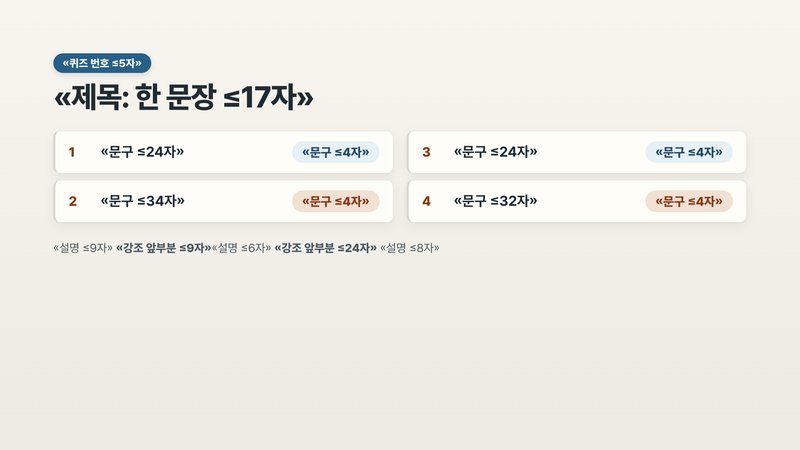 «퀴즈 번호 ≤5자»
«제목: 한 문장 ≤17자»
1 «문구 ≤24자» «문구 ≤4자»
2 «문구 ≤34자» «문구 ≤4자»
3 «문구 ≤24자» «문구 ≤4자»
4 «문구 ≤32자» «문구 ≤4자»
«설명 ≤9자» «강조 앞부분 ≤9자»«설명 ≤6자» «강조 앞부분 ≤24자» «설명 ≤8자»